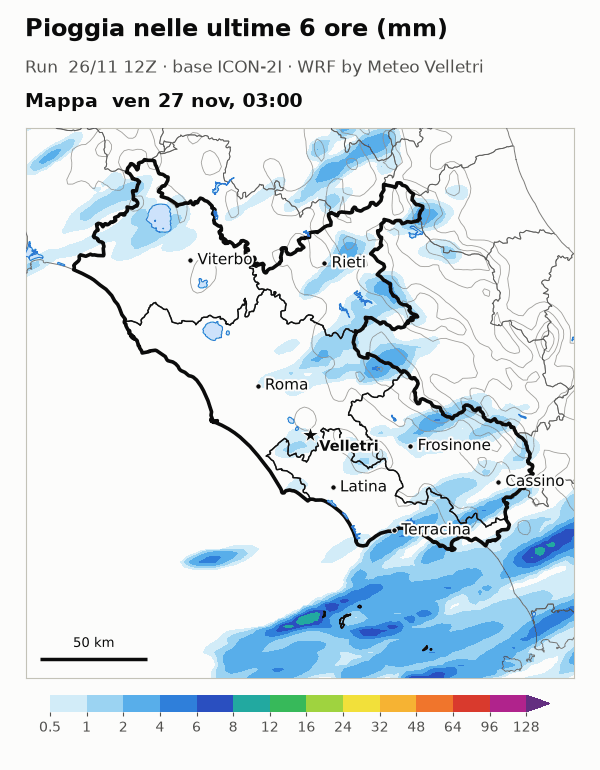 Pioggia nelle ultime 6 ore (mm)
Run 26/11 12Z · base ICON-2I · WRF by Meteo Velletri
Mappa ven 27 nov, 03:00
Viterbo
Rieti
Roma
Velletri
Frosinone
Latina
Cassino
Terracina
50 km
0.5 1 2 4 6 8 12 16 24 32 48 64 96 128